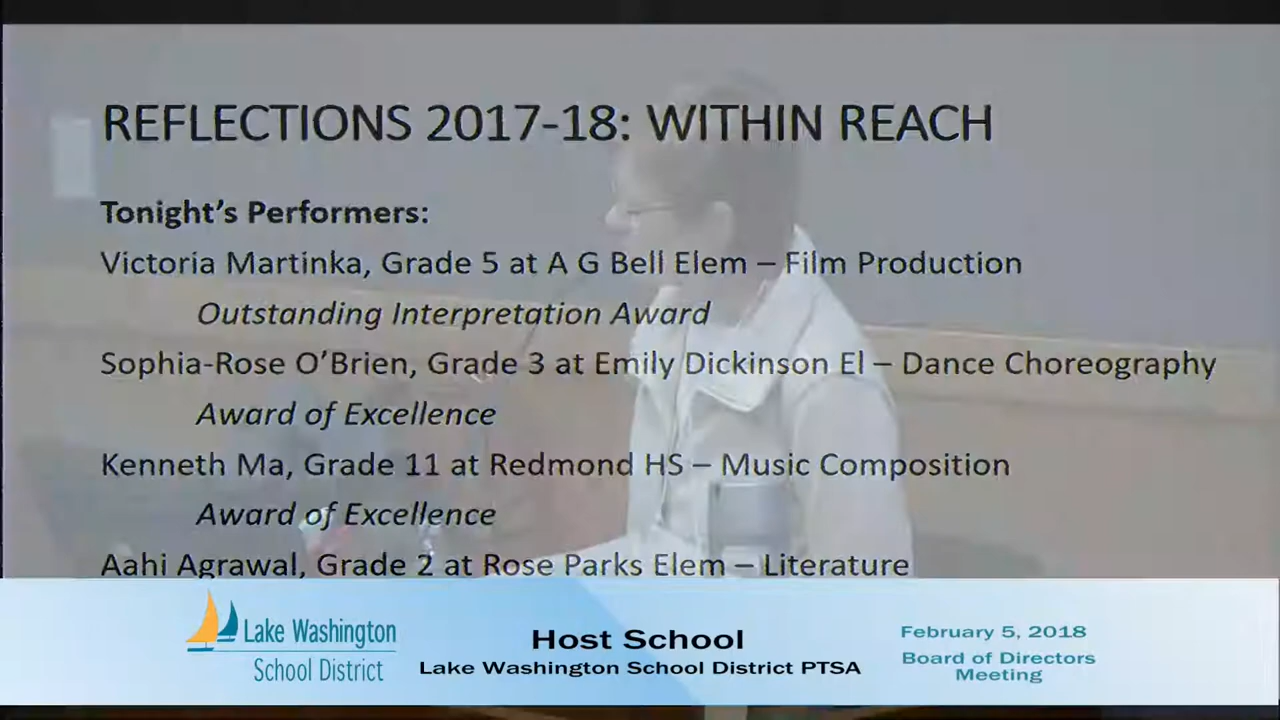 REFLECTIONS 2017-18: WITHIN REACH
Tonight's Performers:
Victoria Martinka, Grade 5 at A G Bell Elem – Film Production
Outstanding Interpretation Award
Sophia-Rose O'Brien, Grade 3 at Emily Dickinson El – Dance Choreography
Award of Excellence
Kenneth Ma, Grade 11 at Redmond HS – Music Composition
Award of Excellence
Aahi Agrawal, Grade 2 at Rose Parks Elem – Literature
Lake Washington
School District
Host School
Lake Washington School District PTSA
February 5, 2018
Board of Directors
Meeting